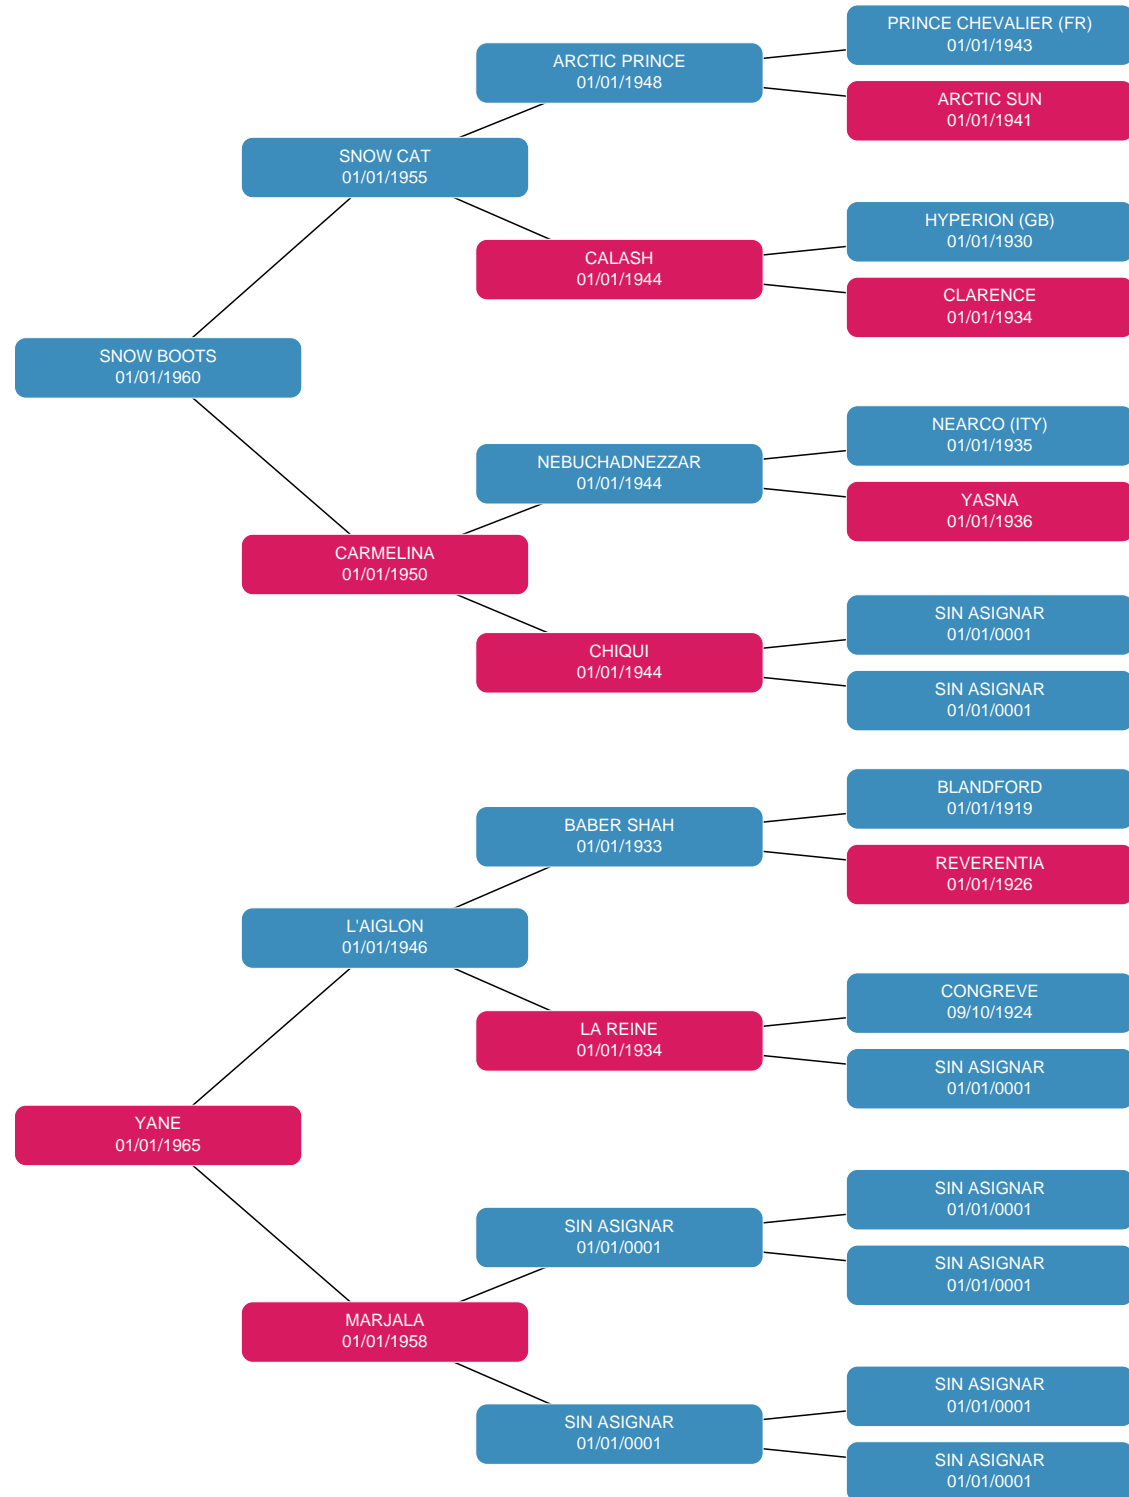 PRINCE CHEVALIER (FR)
01/01/1943
ARCTIC PRINCE
01/01/1948
ARCTIC SUN
01/01/1941
SNOW CAT
01/01/1955
HYPERION (GB)
01/01/1930
CALASH
01/01/1944
CLARENCE
01/01/1934
SNOW BOOTS
01/01/1960
NEARCO (ITY)
01/01/1935
NEBUCHADNEZZAR
01/01/1944
YASNA
01/01/1936
CARMELINA
01/01/1950
SIN ASIGNAR
01/01/0001
CHIQUI
01/01/1944
SIN ASIGNAR
01/01/0001
BLANDFORD
01/01/1919
BABER SHAH
01/01/1933
REVERENTIA
01/01/1926
L'AIGLON
01/01/1946
CONGREVE
09/10/1924
LA REINE
01/01/1934
SIN ASIGNAR
01/01/0001
YANE
01/01/1965
SIN ASIGNAR
01/01/0001
SIN ASIGNAR
01/01/0001
SIN ASIGNAR
01/01/0001
MARJALA
01/01/1958
SIN ASIGNAR
01/01/0001
SIN ASIGNAR
01/01/0001
SIN ASIGNAR
01/01/0001